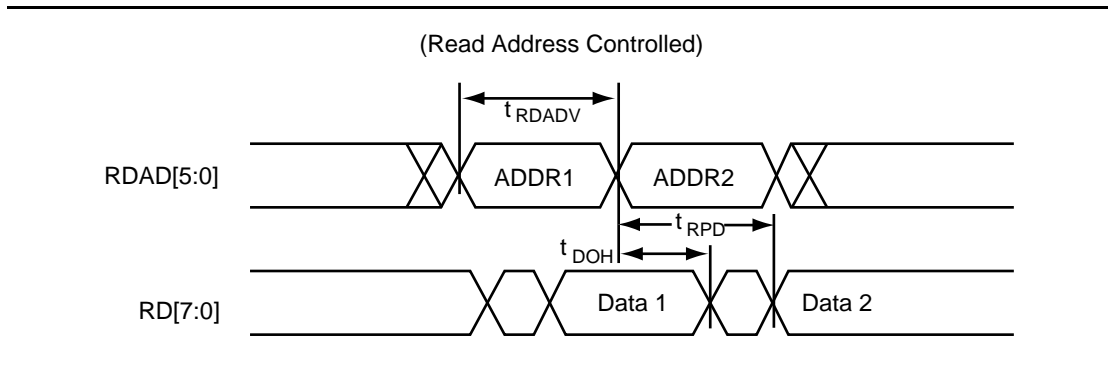 (Read Address Controlled)
t RDADV
RDAD[5:0]
ADDR1
ADDR2
t RPD
t DOH
RD[7:0]
Data 1
Data 2